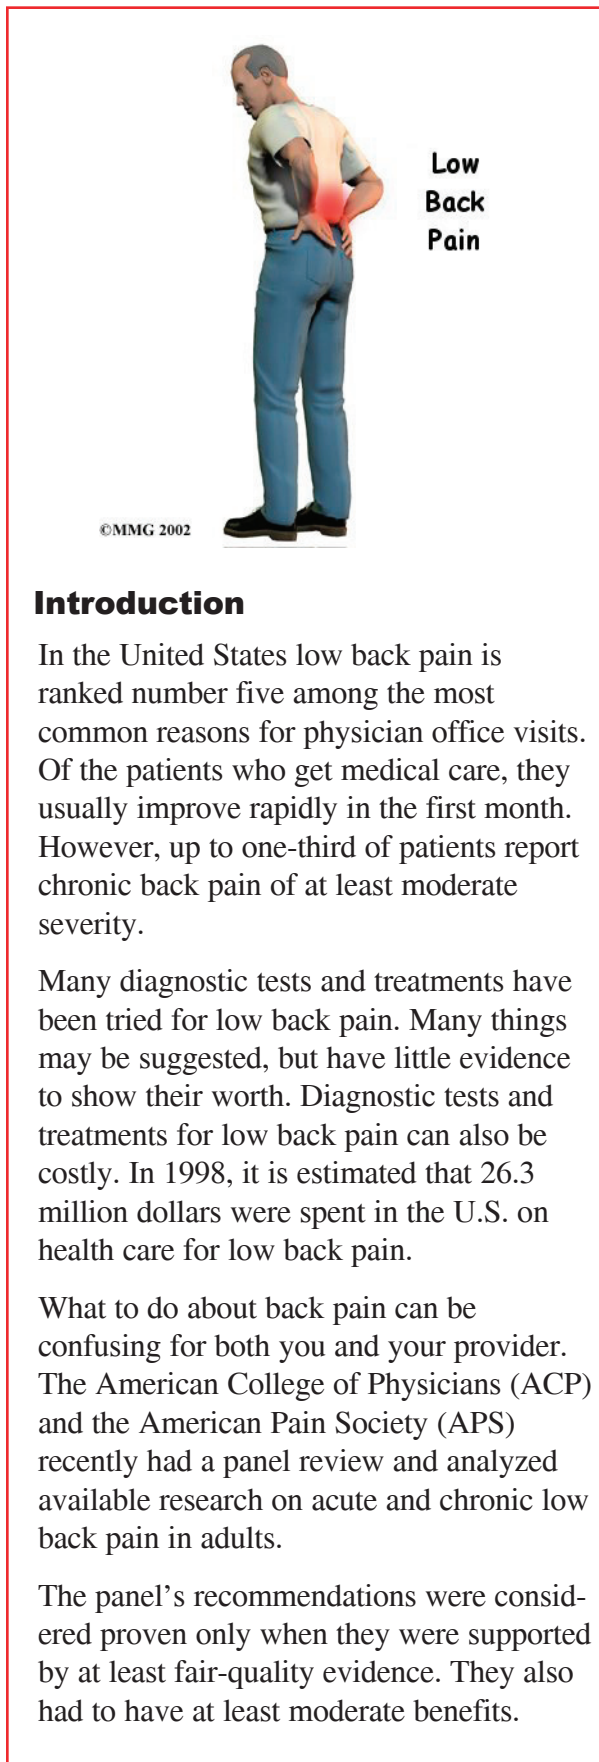 Low
Back
Pain
©MMG 2002
Introduction
In the United States low back pain is
ranked number five among the most
common reasons for physician office visits.
Of the patients who get medical care, they
usually improve rapidly in the first month.
However, up to one-third of patients report
chronic back pain of at least moderate
severity.
Many diagnostic tests and treatments have
been tried for low back pain. Many things
may be suggested, but have little evidence
to show their worth. Diagnostic tests and
treatments for low back pain can also be
costly. In 1998, it is estimated that 26.3
million dollars were spent in the U.S. on
health care for low back pain.
What to do about back pain can be
confusing for both you and your provider.
The American College of Physicians (ACP)
and the American Pain Society (APS)
recently had a panel review and analyzed
available research on acute and chronic low
back pain in adults.
The panel's recommendations were consid-
ered proven only when they were supported
by at least fair-quality evidence. They also
had to have at least moderate benefits.